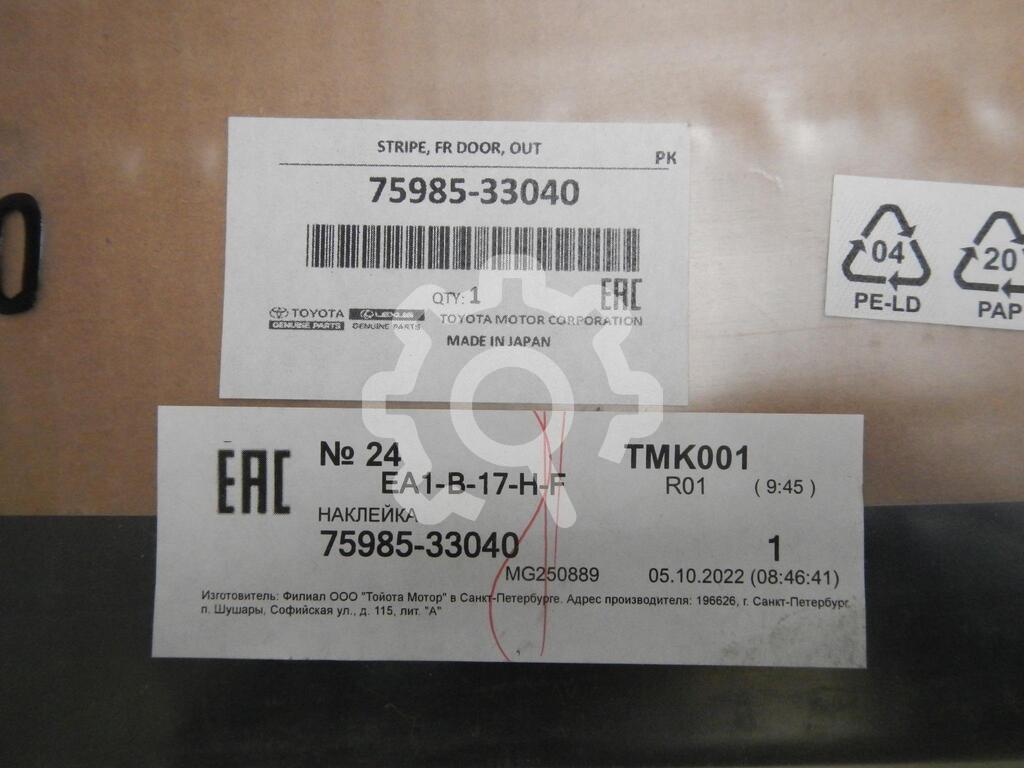 STRIPE, FR DOOR, OUT
PK
75985-33040
QTY: 1
EAC
TOYOTA
GENUINE PARTS
LEXUS
GENUINE PARTS
TOYOTA MOTOR CORPORATION
MADE IN JAPAN
04
PE-LD
20
PAP
0
EAC
№ 24
TMK001
EA1-B-17-H-F
R01
( 9:45 )
НАКЛЕЙКА
75985-33040
1
MG250889
05.10.2022 (08:46:41)
Изготовитель: Филиал ООО "Тойота Мотор" в Санкт-Петербурге. Адрес производителя: 196626, г. Санкт-Петербург
п. Шушары, Софийская ул., д. 115, лит. "А"